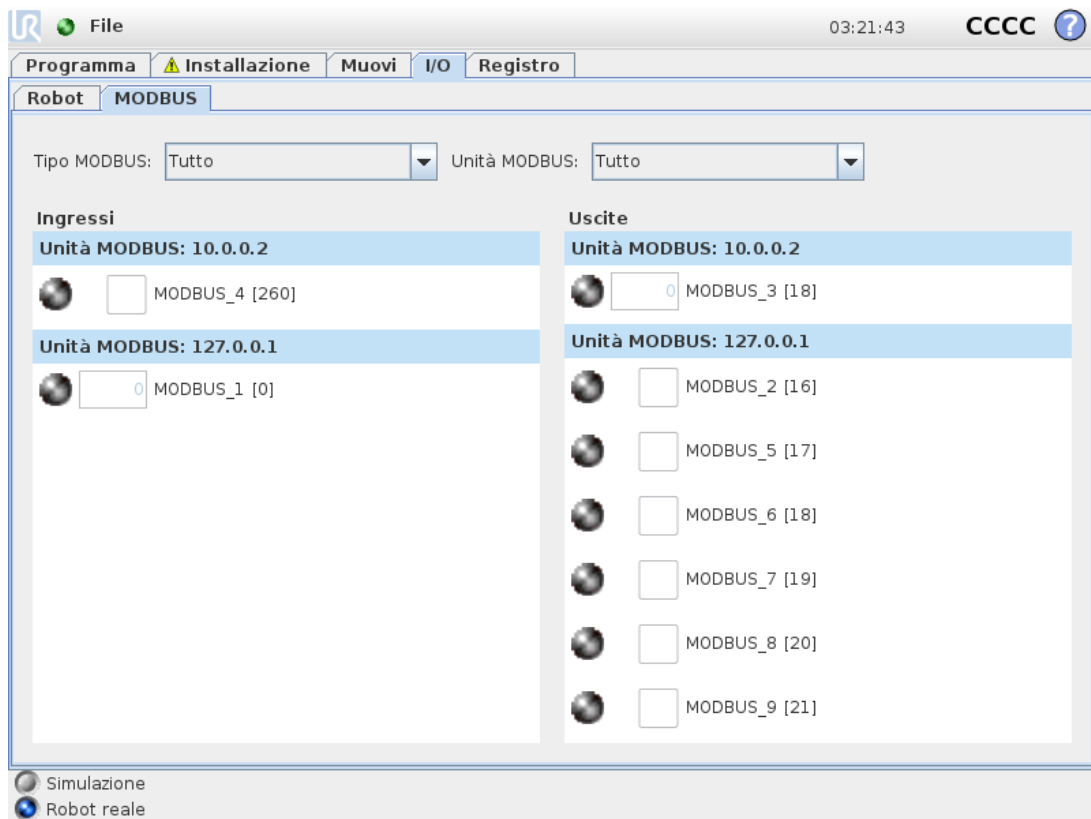 UR File 03:21:43 CCCC ?
Programma Installazione Muovi I/O Registro
Robot MODBUS
Tipo MODBUS: Tutto Unità MODBUS: Tutto
Ingressi
Unità MODBUS: 10.0.0.2
MODBUS_4 [260]
Unità MODBUS: 127.0.0.1
0 MODBUS_1 [0]
Uscite
Unità MODBUS: 10.0.0.2
0 MODBUS_3 [18]
Unità MODBUS: 127.0.0.1
MODBUS_2 [16]
MODBUS_5 [17]
MODBUS_6 [18]
MODBUS_7 [19]
MODBUS_8 [20]
MODBUS_9 [21]
Simulazione
Robot reale